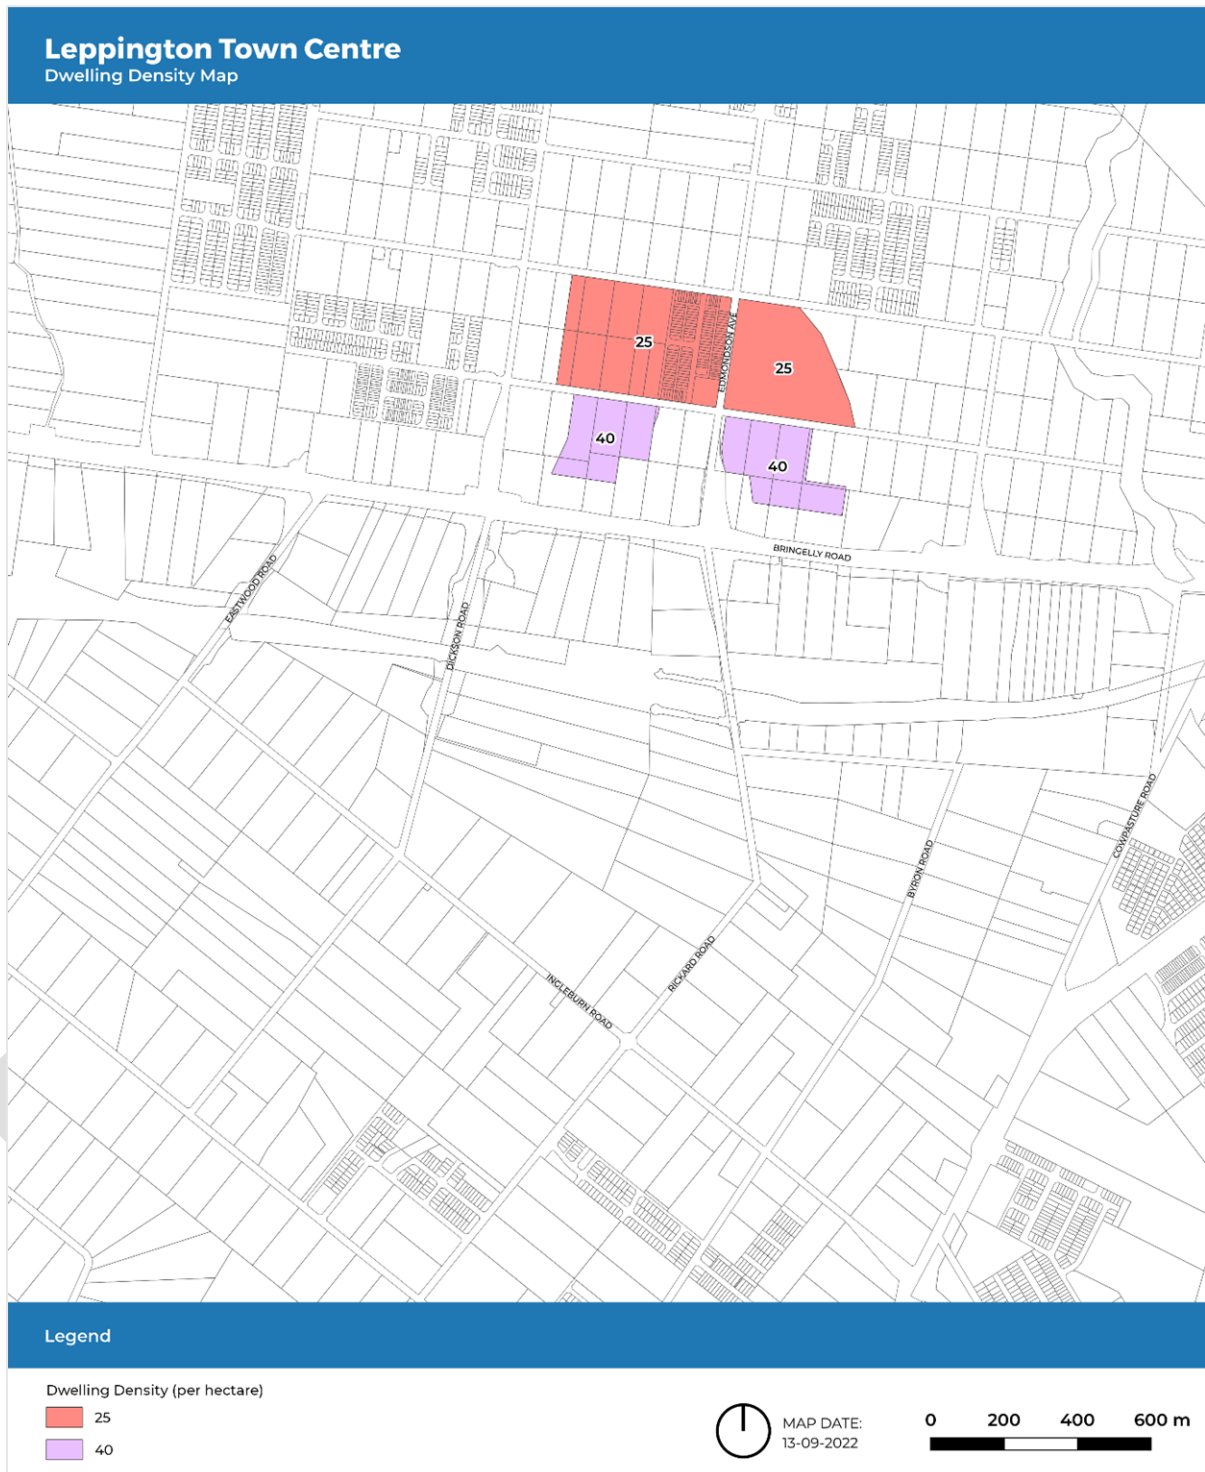 Leppington Town Centre
Dwelling Density Map
EDMONDSON AVE
25
25
40
40
BRINGELLY ROAD
EASTWOOD ROAD
DICKSON ROAD
COWPASTURE ROAD
BYRON ROAD
RICKARD ROAD
INGLEBURN ROAD
Legend
Dwelling Density (per hectare)
25
40
MAP DATE:
13-09-2022
0 200 400 600 m